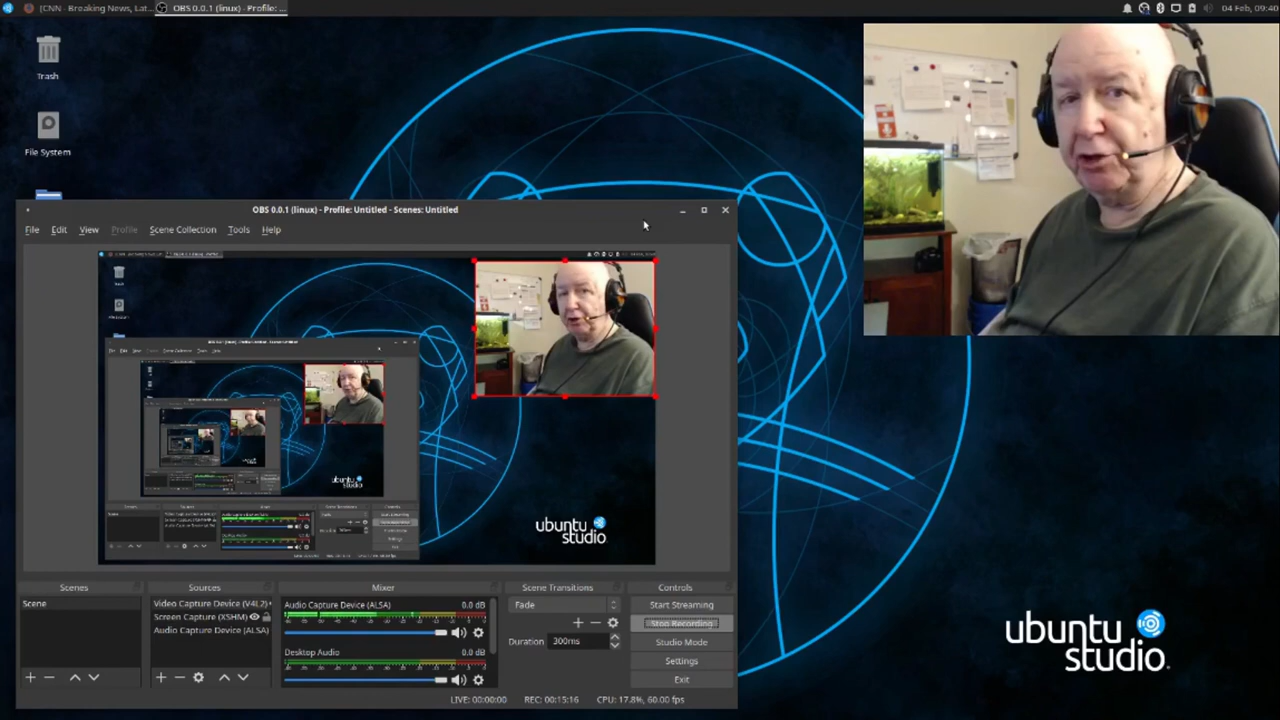 [CNN - Breaking News, Lat...
OBS 0.0.1 (linux) - Profile: ...
04 Feb, 09:40
Trash
File System
OBS 0.0.1 (linux) - Profile: Untitled - Scenes: Untitled
File Edit View Profile Scene Collection Tools Help
ubuntu
studio
ubuntu
studio
Scenes
Sources
Mixer
Scene Transitions
Controls
Scene
Video Capture Device (V4L2)
Screen Capture (XSHM)
Audio Capture Device (ALSA)
Audio Capture Device (ALSA) 0.0 dB
Desktop Audio 0.0 dB
Fade
Duration 300ms
Start Streaming
Stop Recording
Studio Mode
Settings
Exit
LIVE: 00:00:00 REC: 00:15:16 CPU: 17.8%, 60.00 fps
ubuntu
studio